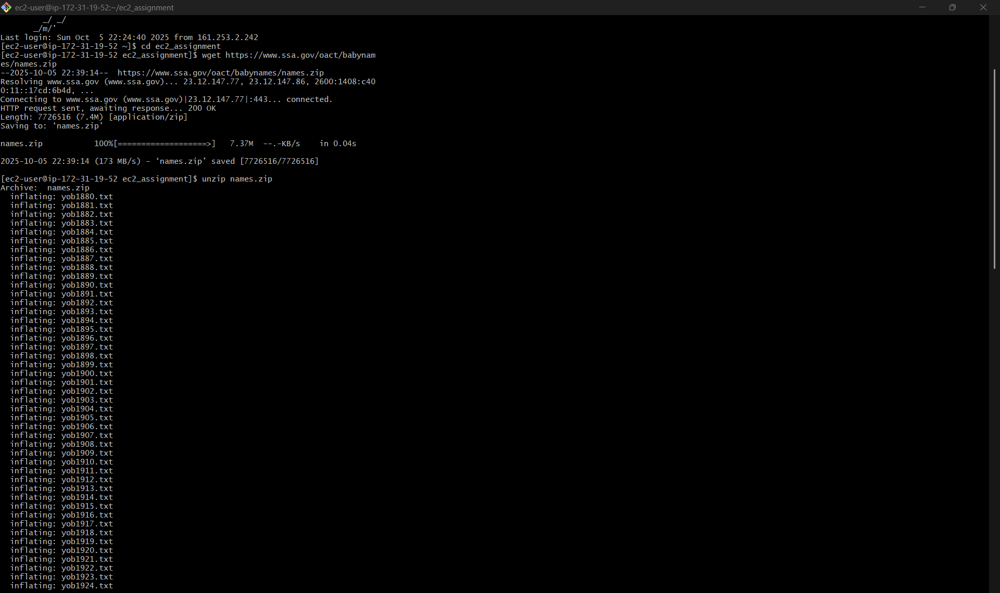 ec2-user@ip-172-31-19-52:~/ec2_assignment
_/ _/
_/m/'
Last login: Sun Oct  5 22:24:40 2025 from 161.253.2.242
[ec2-user@ip-172-31-19-52 ~]$ cd ec2_assignment
[ec2-user@ip-172-31-19-52 ec2_assignment]$ wget https://www.ssa.gov/oact/babynam
es/names.zip
--2025-10-05 22:39:14--  https://www.ssa.gov/oact/babynames/names.zip
Resolving www.ssa.gov (www.ssa.gov)... 23.12.147.77, 23.12.147.86, 2600:1408:c40
0:11::17cd:6b4d, ...
Connecting to www.ssa.gov (www.ssa.gov)|23.12.147.77|:443... connected.
HTTP request sent, awaiting response... 200 OK
Length: 7726516 (7.4M) [application/zip]
Saving to: ‘names.zip’
names.zip           100%[===================>]   7.37M  --.-KB/s    in 0.04s
2025-10-05 22:39:14 (173 MB/s) - ‘names.zip’ saved [7726516/7726516]
[ec2-user@ip-172-31-19-52 ec2_assignment]$ unzip names.zip
Archive:  names.zip
  inflating: yob1880.txt
  inflating: yob1881.txt
  inflating: yob1882.txt
  inflating: yob1883.txt
  inflating: yob1884.txt
  inflating: yob1885.txt
  inflating: yob1886.txt
  inflating: yob1887.txt
  inflating: yob1888.txt
  inflating: yob1889.txt
  inflating: yob1890.txt
  inflating: yob1891.txt
  inflating: yob1892.txt
  inflating: yob1893.txt
  inflating: yob1894.txt
  inflating: yob1895.txt
  inflating: yob1896.txt
  inflating: yob1897.txt
  inflating: yob1898.txt
  inflating: yob1899.txt
  inflating: yob1900.txt
  inflating: yob1901.txt
  inflating: yob1902.txt
  inflating: yob1903.txt
  inflating: yob1904.txt
  inflating: yob1905.txt
  inflating: yob1906.txt
  inflating: yob1907.txt
  inflating: yob1908.txt
  inflating: yob1909.txt
  inflating: yob1910.txt
  inflating: yob1911.txt
  inflating: yob1912.txt
  inflating: yob1913.txt
  inflating: yob1914.txt
  inflating: yob1915.txt
  inflating: yob1916.txt
  inflating: yob1917.txt
  inflating: yob1918.txt
  inflating: yob1919.txt
  inflating: yob1920.txt
  inflating: yob1921.txt
  inflating: yob1922.txt
  inflating: yob1923.txt
  inflating: yob1924.txt